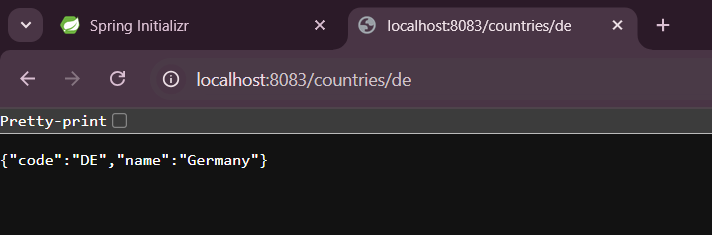 Spring Initializr
localhost:8083/countries/de
localhost:8083/countries/de
Pretty-print
{"code":"DE","name":"Germany"}